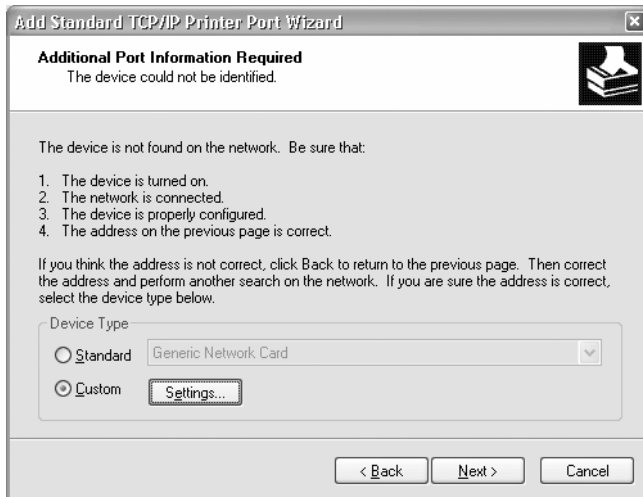 Add Standard TCP/IP Printer Port Wizard
Additional Port Information Required
The device could not be identified.
The device is not found on the network. Be sure that:
1. The device is turned on.
2. The network is connected.
3. The device is properly configured.
4. The address on the previous page is correct.
If you think the address is not correct, click Back to return to the previous page. Then correct
the address and perform another search on the network. If you are sure the address is correct,
select the device type below.
Device Type
Standard
Generic Network Card
Custom
Settings...
< Back
Next >
Cancel